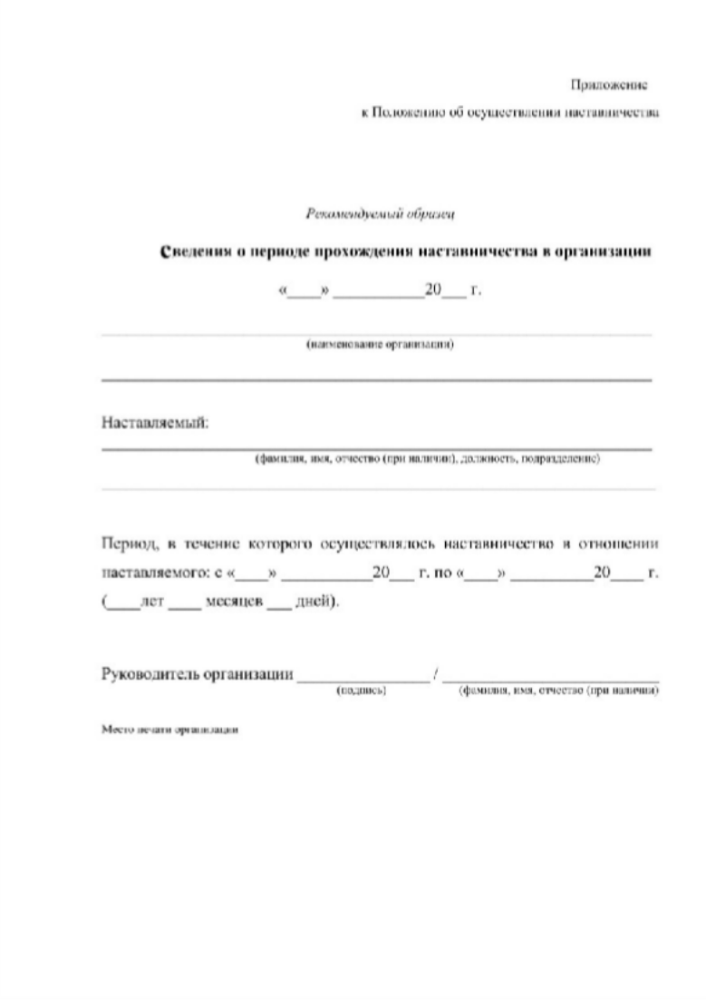 Приложение
к Положению об осуществлении наставничества
Рекомендуемый образец
Сведения о периоде прохождения наставничества в организации
«____» ___________20___ г.
(наименование организации)
Наставляемый:
(фамилия, имя, отчество (при наличии), должность, подразделение)
Период, в течение которого осуществлялось наставничество в отношении
наставляемого: с «____» ___________20___ г. по «____» __________20____ г.
(____лет ____ месяцев ___ дней).
Руководитель организации ________________ / __________________________
(подпись) (фамилия, имя, отчество (при наличии)
Место печати организации